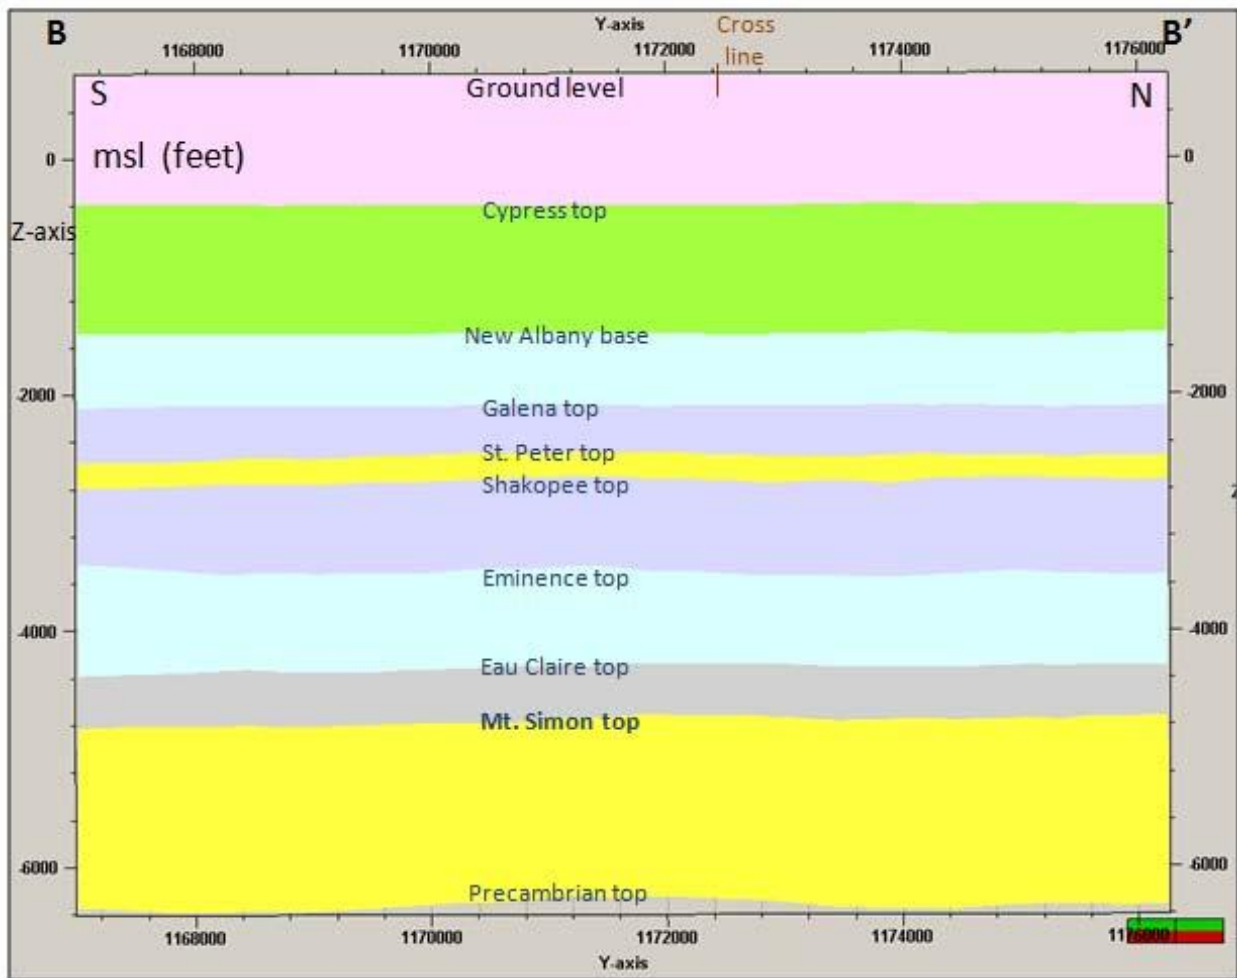 B Y-axis Cross B’
1168000 1170000 1172000 line 1174000 1176000
S Ground level N
0 msl (feet) 0
Cypress top
Z-axis
New Albany base
-2000 -2000
Galena top
St. Peter top
Shakopee top
Eminence top
-4000 -4000
Eau Claire top
Mt. Simon top
-6000 -6000
Precambrian top
1168000 1170000 1172000 1174000 1176000
Y-axis